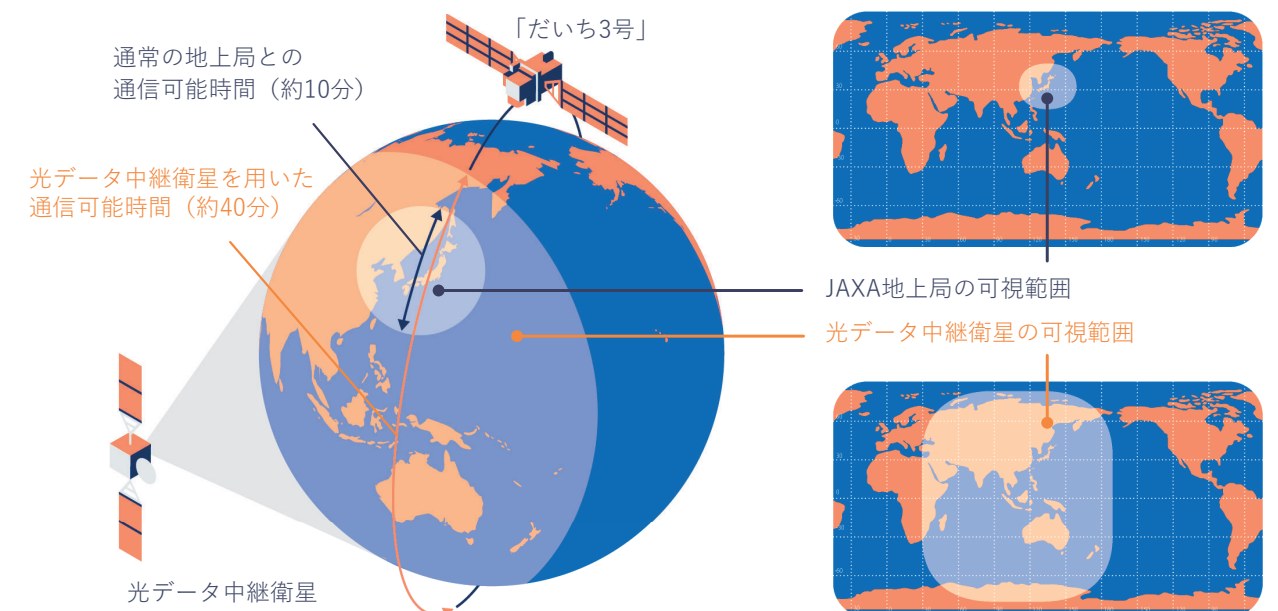 「だいち3号」
通常の地上局との
通信可能時間（約10分）
光データ中継衛星を用いた
通信可能時間（約40分）
JAXA地上局の可視範囲
光データ中継衛星の可視範囲
光データ中継衛星